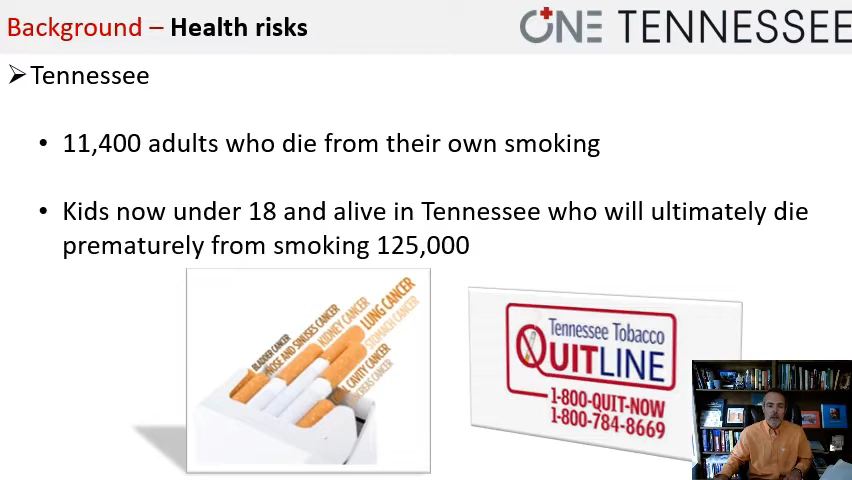 Background – Health risks
ONE TENNESSEE
➢ Tennessee
• 11,400 adults who die from their own smoking
• Kids now under 18 and alive in Tennessee who will ultimately die
prematurely from smoking 125,000
BLADDER CANCER
NOSE AND SINUSES CANCER
KIDNEY CANCER
LUNG CANCER
STOMACH CANCER
CAVITY CANCER
CANCER
Tennessee Tobacco
QUITLINE
1-800-QUIT-NOW
1-800-784-8669